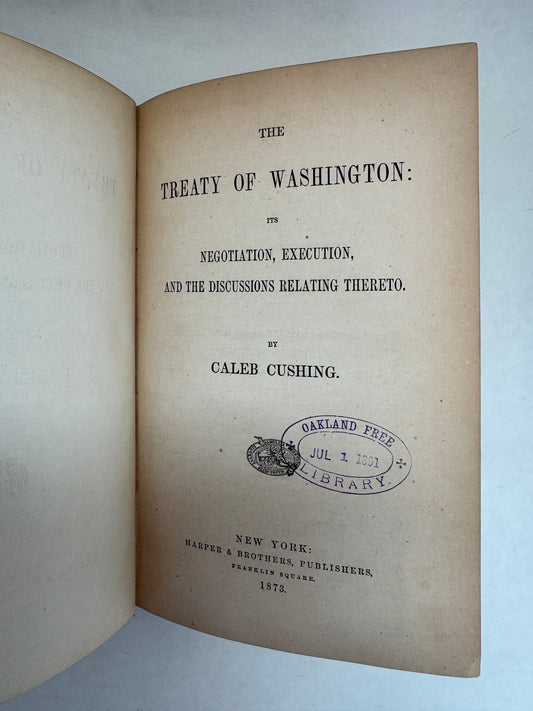 THE
TREATY OF WASHINGTON:
ITS
NEGOTIATION, EXECUTION,
AND THE DISCUSSIONS RELATING THERETO.
BY
CALEB CUSHING.
OAKLAND FREE
JUL 1 1891
LIBRARY.
NEW YORK:
HARPER & BROTHERS, PUBLISHERS,
FRANKLIN SQUARE.
1873.